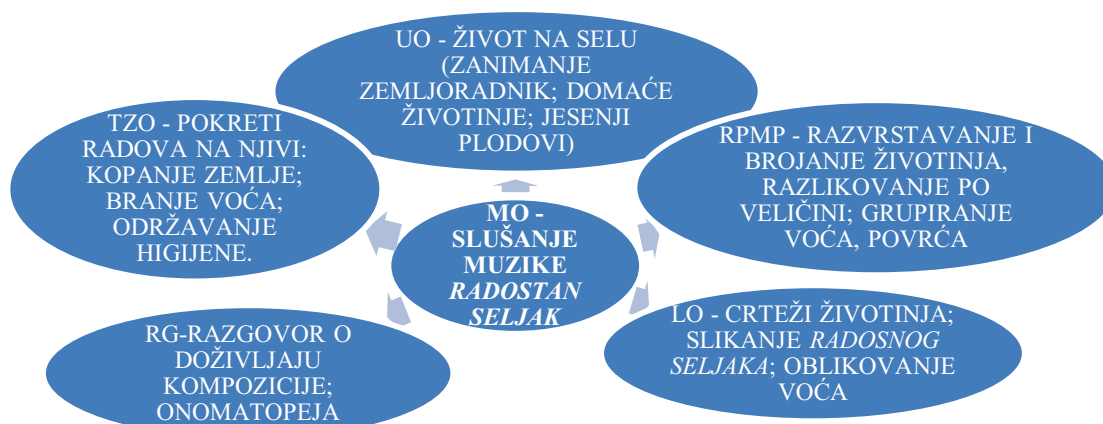 UO - ŽIVOT NA SELU
(ZANIMANJE
ZEMLJORADNIK; DOMAĆE
ŽIVOTINJE; JESENJI
PLODOVI)
TZO - POKRETI
RADOVA NA NJIVI:
KOPANJE ZEMLJE;
BRANJE VOĆA;
ODRŽAVANJE
HIGIJENE.
RPMP - RAZVRSTAVANJE I
BROJANJE ŽIVOTINJA,
RAZLIKOVANJE PO
VELIČINI; GRUPIRANJE
VOĆA, POVRĆA
MO -
SLUŠANJE
MUZIKE
RADOSTAN
SELJAK
RG-RAZGOVOR O
DOŽIVLJAJU
KOMPOZICIJE;
ONOMATOPEJA
LO - CRTEŽI ŽIVOTINJA;
SLIKANJE RADOSNOG
SELJAKA; OBLIKOVANJE
VOĆA